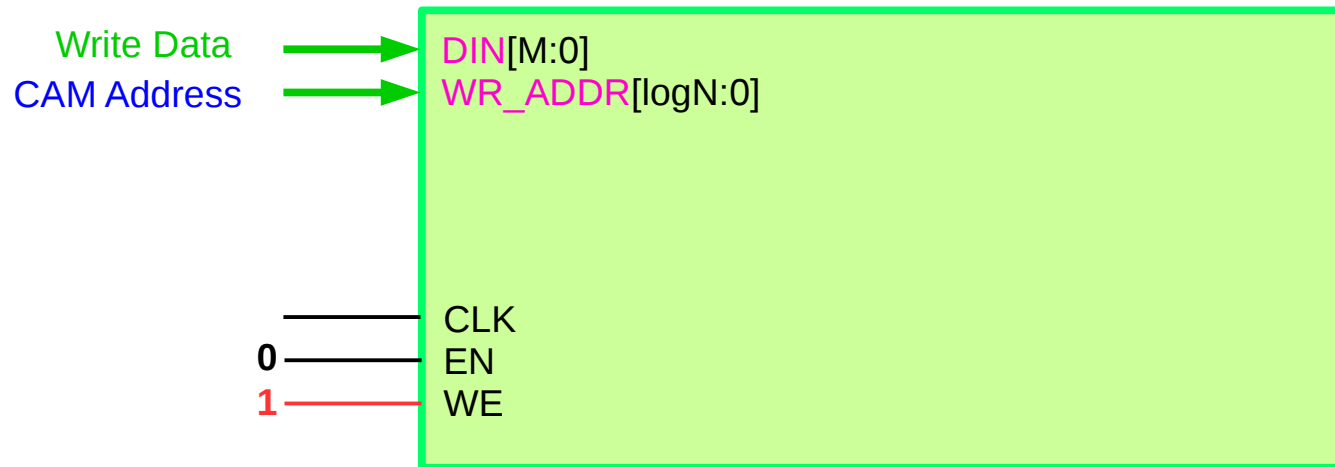 Write Data
DIN[M:0]
CAM Address
WR_ADDR[logN:0]
CLK
0
EN
1
WE